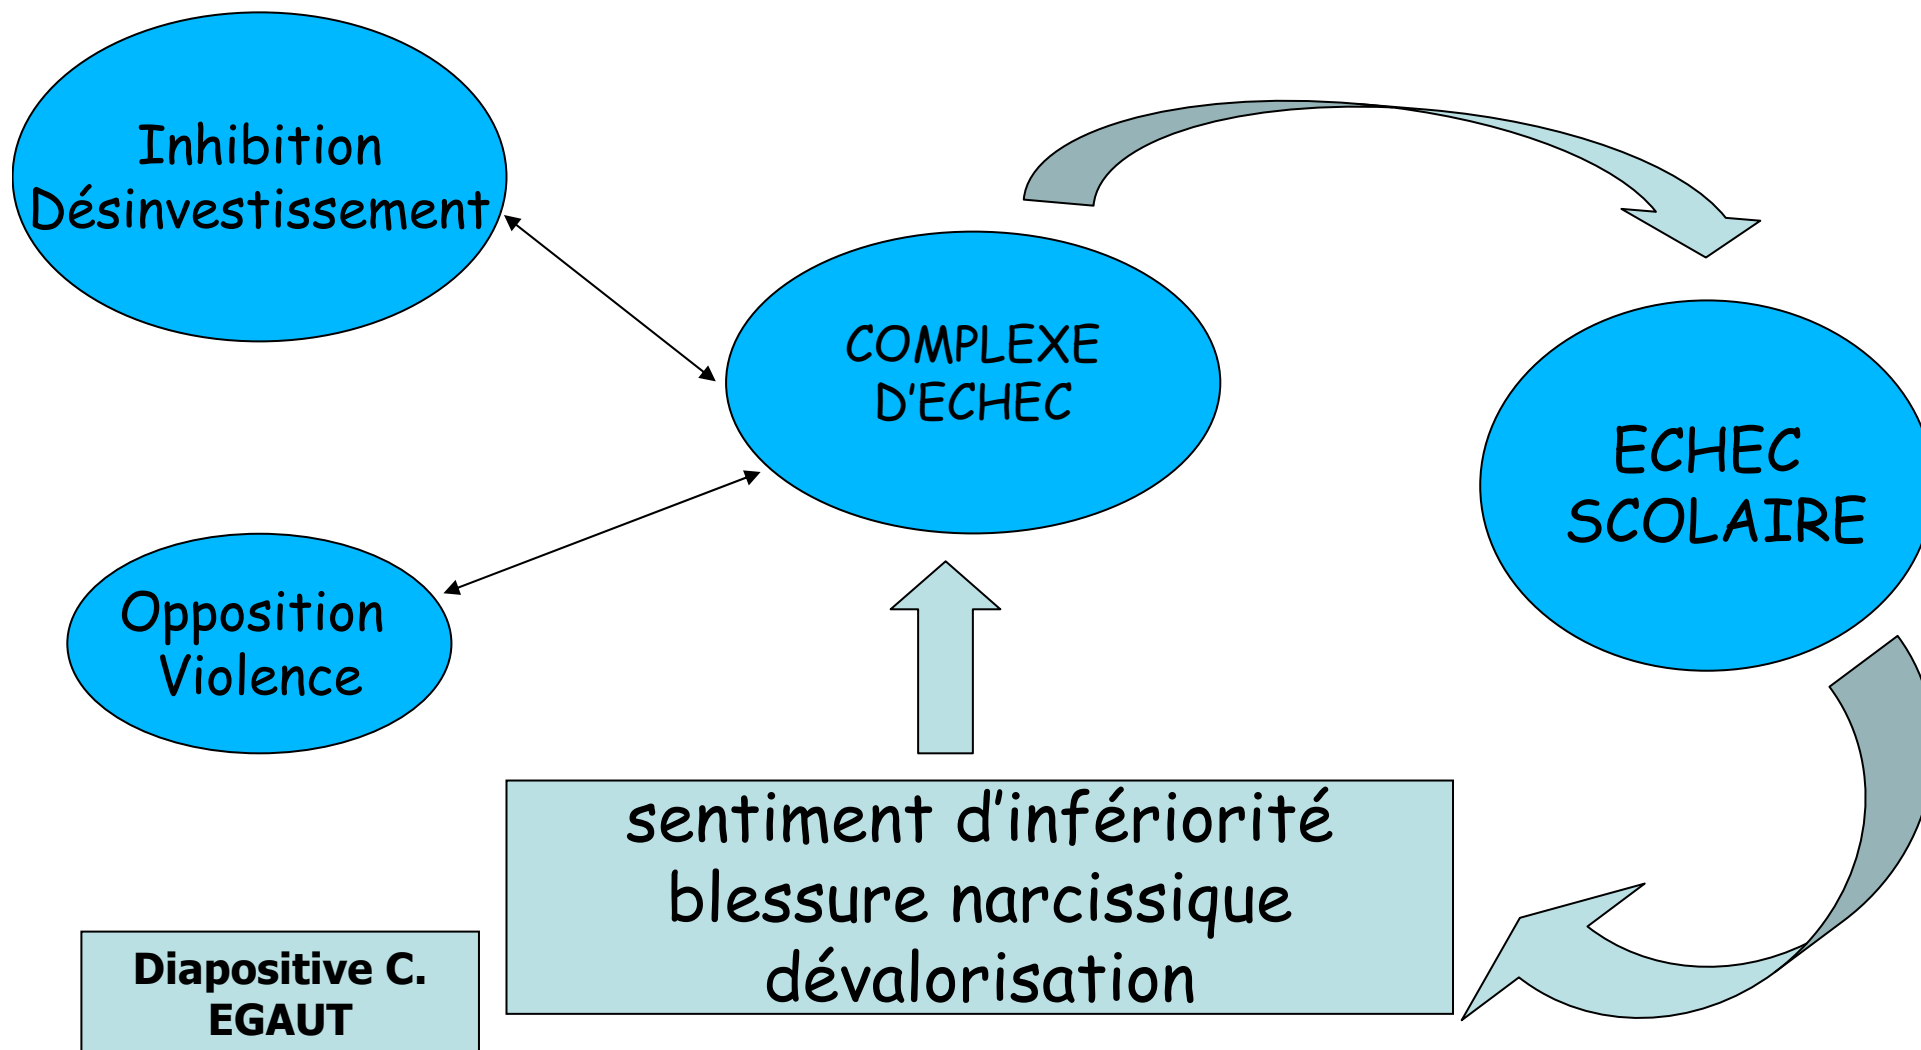 Inhibition
Désinvestissement
COMPLEXE
D'ECHEC
ECHEC
SCOLAIRE
Opposition
Violence
sentiment d'infériorité
blessure narcissique
dévalorisation
Diapositive C.
EGAUT